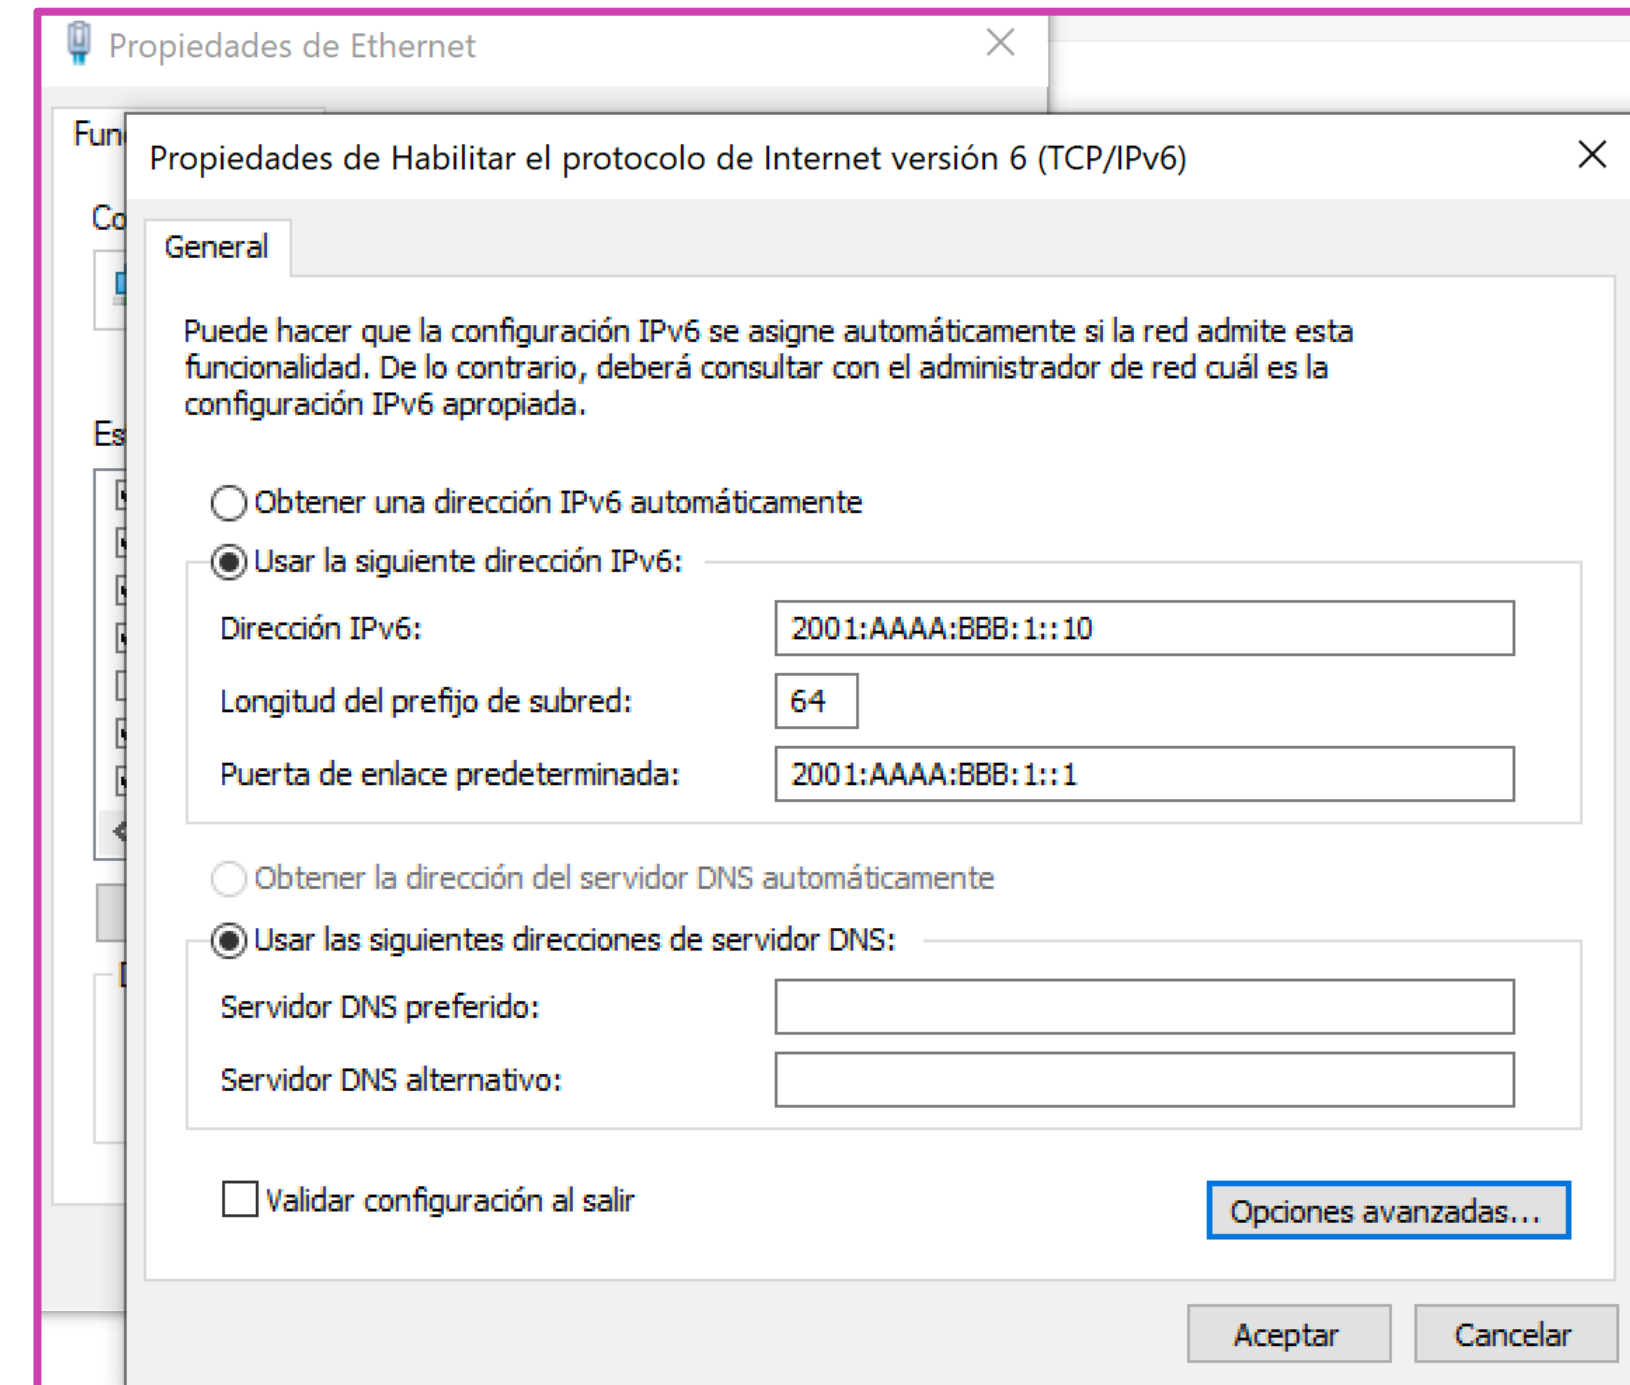 Propiedades de Ethernet
Propiedades de Habilitar el protocolo de Internet versión 6 (TCP/IPv6)
General
Puede hacer que la configuración IPv6 se asigne automáticamente si la red admite esta
funcionalidad. De lo contrario, deberá consultar con el administrador de red cuál es la
configuración IPv6 apropiada.
Obtener una dirección IPv6 automáticamente
Usar la siguiente dirección IPv6:
Dirección IPv6: 2001:AAAA:BBB:1::10
Longitud del prefijo de subred: 64
Puerta de enlace predeterminada: 2001:AAAA:BBB:1::1
Obtener la dirección del servidor DNS automáticamente
Usar las siguientes direcciones de servidor DNS:
Servidor DNS preferido:
Servidor DNS alternativo:
Validar configuración al salir
Opciones avanzadas...
Aceptar Cancelar